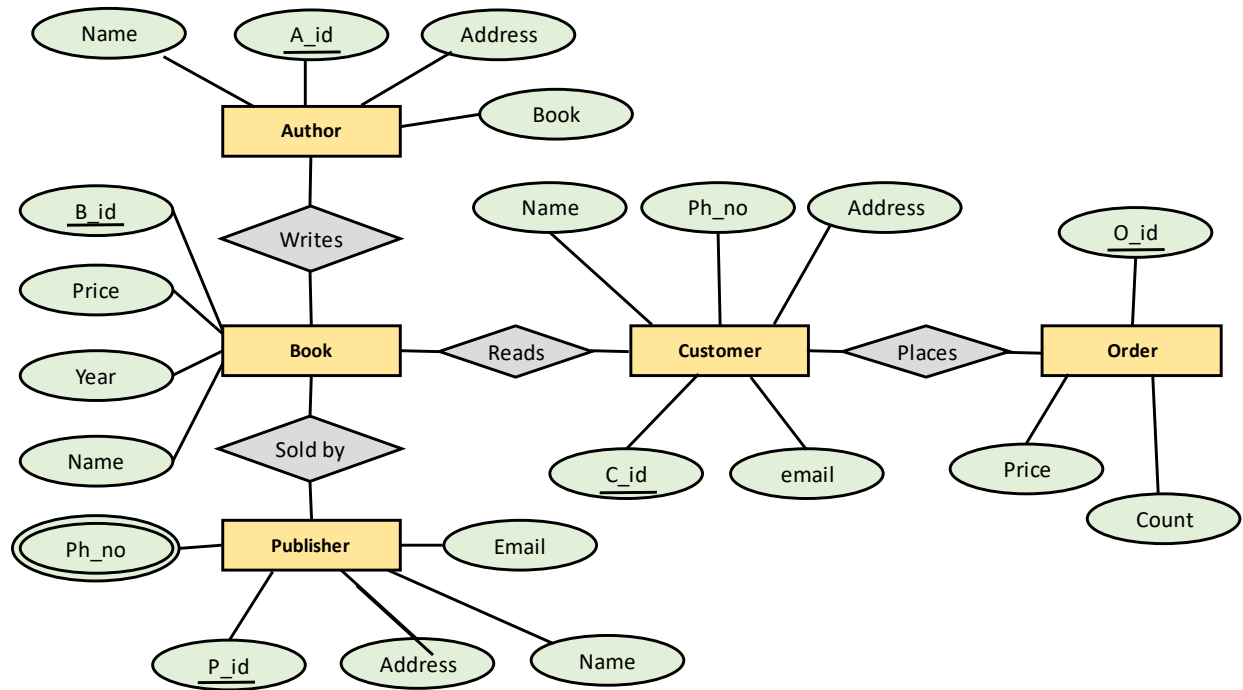 Name
A_id
Address
Book
Author
B_id
Writes
Name
Ph_no
Address
O_id
Price
Book
Reads
Customer
Places
Order
Year
Name
Sold by
C_id
email
Price
Count
Ph_no
Publisher
Email
P_id
Address
Name